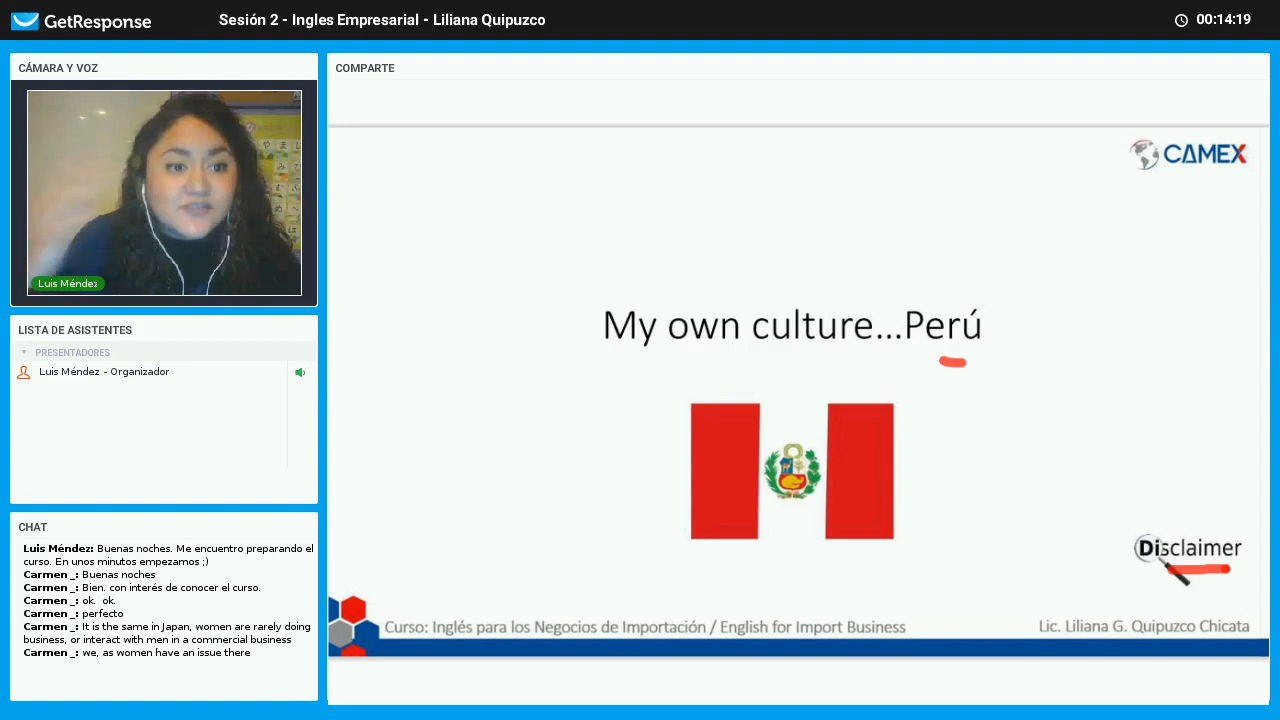 GetResponse
Sesión 2 - Ingles Empresarial - Liliana Quipuzco
00:14:19
CÁMARA Y VOZ
Luis Méndez
LISTA DE ASISTENTES
PRESENTADORES
Luis Méndez - Organizador
CHAT
Luis Méndez: Buenas noches. Me encuentro preparando el
curso. En unos minutos empezamos ;)
Carmen _: Buenas noches
Carmen _: Bien. con interés de conocer el curso.
Carmen _: ok. ok.
Carmen _: perfecto
Carmen _: It is the same in Japan, women are rarely doing
business, or interact with men in a commercial business
Carmen _: we, as women have an issue there
COMPARTE
CAMEX
My own culture...Perú
Disclaimer
Curso: Inglés para los Negocios de Importación / English for Import Business
Lic. Liliana G. Quipuzco Chicata